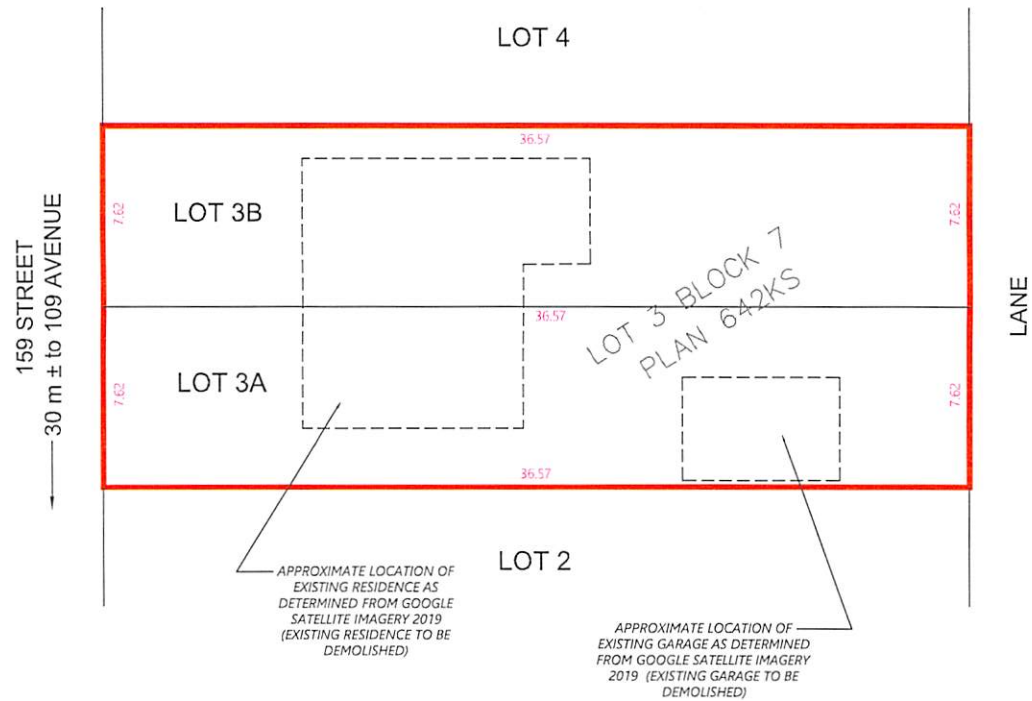 LOT 4
36.57
7.62
LOT 3B
7.62
159 STREET
30 m ± to 109 AVENUE
LOT 3 BLOCK 7
PLAN 642KS
LANE
36.57
7.62
LOT 3A
7.62
36.57
LOT 2
APPROXIMATE LOCATION OF
EXISTING RESIDENCE AS
DETERMINED FROM GOOGLE
SATELLITE IMAGERY 2019
(EXISTING RESIDENCE TO BE
DEMOLISHED)
APPROXIMATE LOCATION OF
EXISTING GARAGE AS DETERMINED
FROM GOOGLE SATELLITE IMAGERY
2019 (EXISTING GARAGE TO BE
DEMOLISHED)